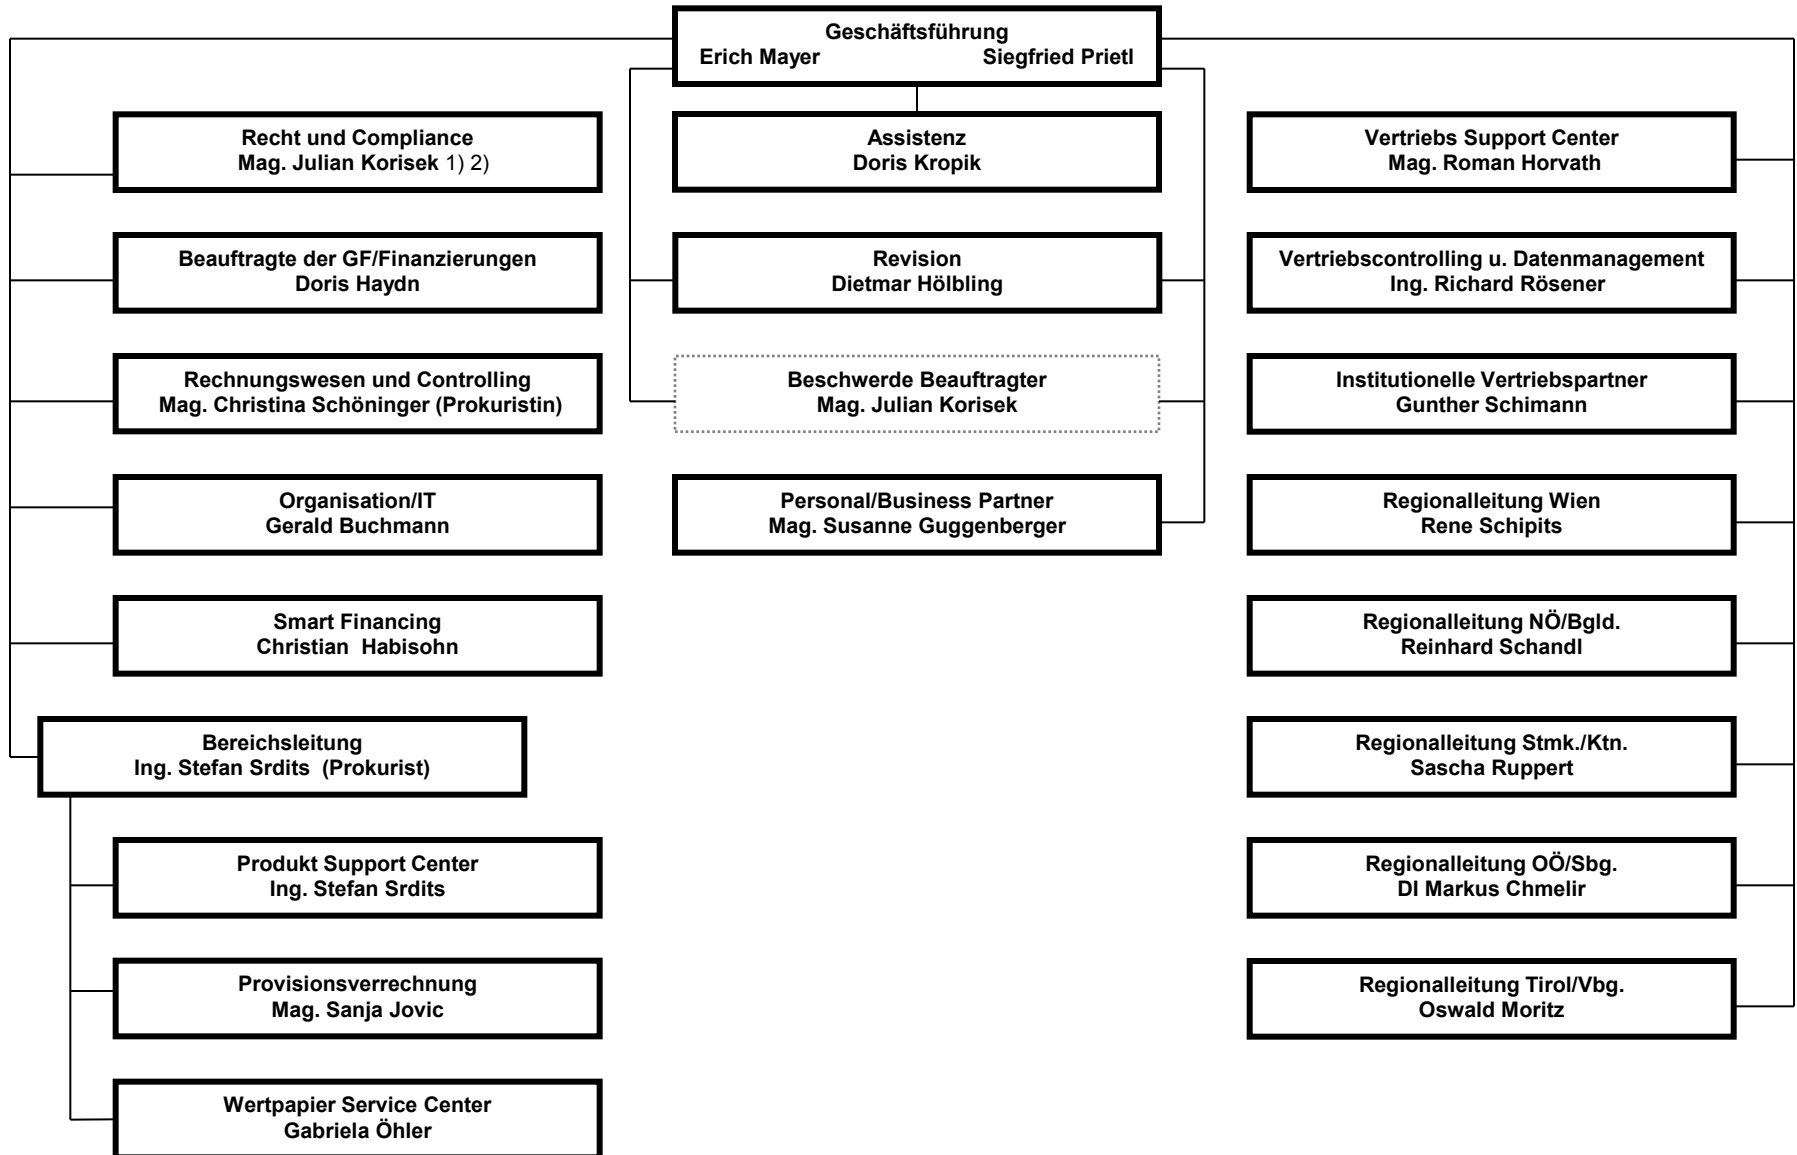 Geschäftsführung
Erich Mayer Siegfried Prietl
Recht und Compliance
Mag. Julian Korisek 1) 2)
Beauftragte der GF/Finanzierungen
Doris Haydn
Rechnungswesen und Controlling
Mag. Christina Schöninger (Prokuristin)
Organisation/IT
Gerald Buchmann
Smart Financing
Christian Habisohn
Bereichsleitung
Ing. Stefan Srdits (Prokurist)
Produkt Support Center
Ing. Stefan Srdits
Provisionsverrechnung
Mag. Sanja Jovic
Wertpapier Service Center
Gabriela Öhler
Assistenz
Doris Kropik
Revision
Dietmar Hölbling
Beschwerde Beauftragter
Mag. Julian Korisek
Personal/Business Partner
Mag. Susanne Guggenberger
Vertriebs Support Center
Mag. Roman Horvath
Vertriebscontrolling u. Datenmanagement
Ing. Richard Rösener
Institutionelle Vertriebspartner
Gunther Schimann
Regionalleitung Wien
Rene Schipits
Regionalleitung NÖ/Bgld.
Reinhard Schandl
Regionalleitung Stmk./Ktn.
Sascha Ruppert
Regionalleitung OÖ/Sbg.
DI Markus Chmelir
Regionalleitung Tirol/Vbg.
Oswald Moritz